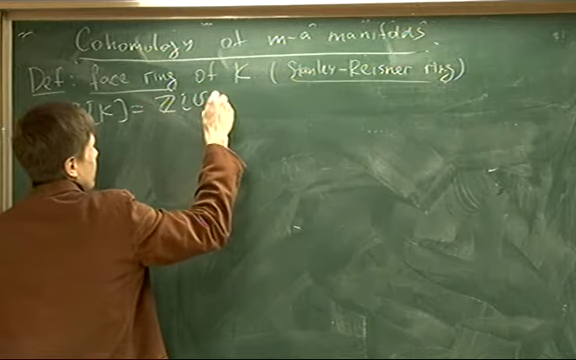 Cohomology of m-a manifolds.
Def: face ring of K (Stanley-Reisner ring)
[K] = Z[v